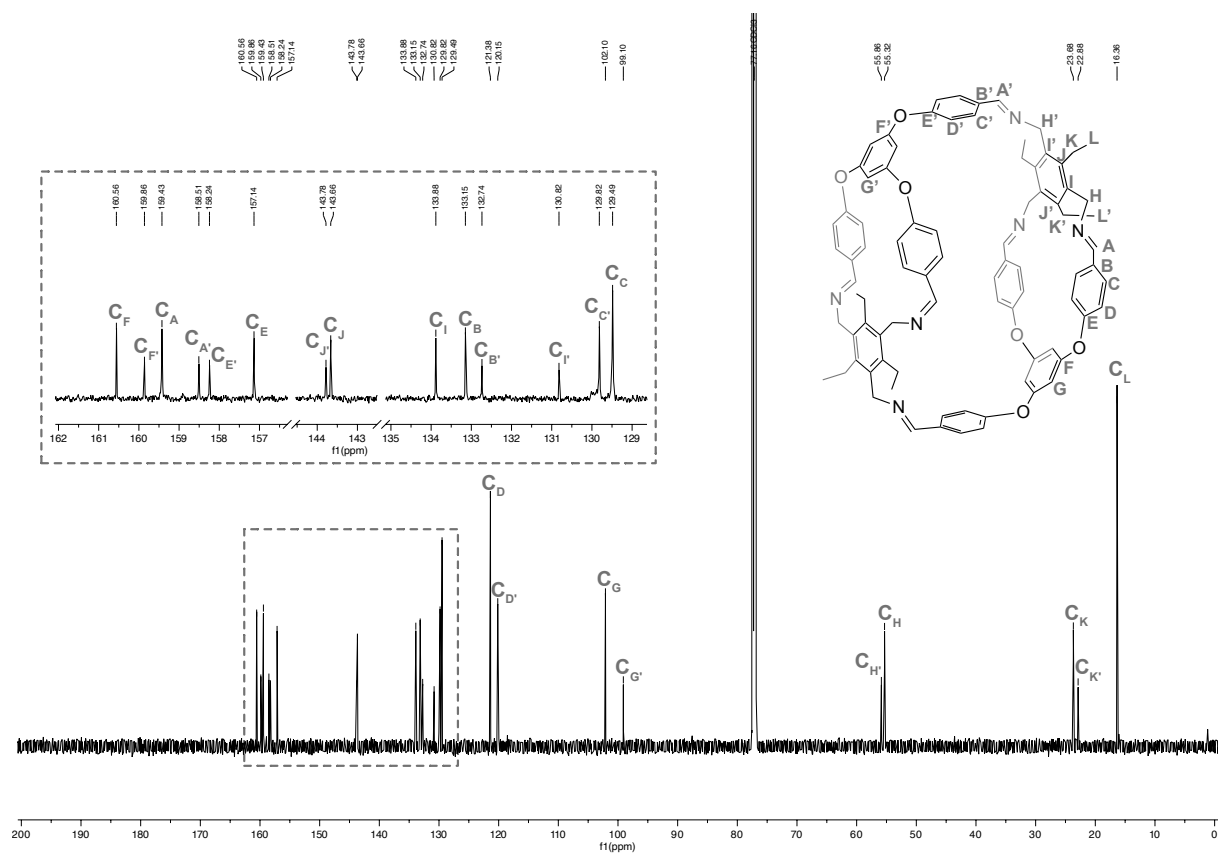 160.56
159.86
159.43
158.51
158.24
157.14
143.78
143.66
133.88
133.15
132.74
130.82
129.82
129.49
121.38
120.15
102.10
99.10
55.86
55.32
23.68
22.88
16.36
160.56
159.86
159.43
158.51
158.24
157.14
143.78
143.66
133.88
133.15
132.74
130.82
129.82
129.49
CF
CF'
CA
CA'
CE'
CE
CJ'
CJ
CI
CB
CB'
CI'
CC'
CC
162 161 160 159 158 157 144 143 135 134 133 132 131 130 129
f1(ppm)
B' A'
O E' D' C' N H'
F' I' K L
J
G' I
O O H
J' L'
K' N
A
B
C
N N D
E
O O
F
G
N O
CD
CD'
CG
CG'
CH
CH'
CK
CK'
CL
200 190 180 170 160 150 140 130 120 110 100 90 80 70 60 50 40 30 20 10 0
f1(ppm)